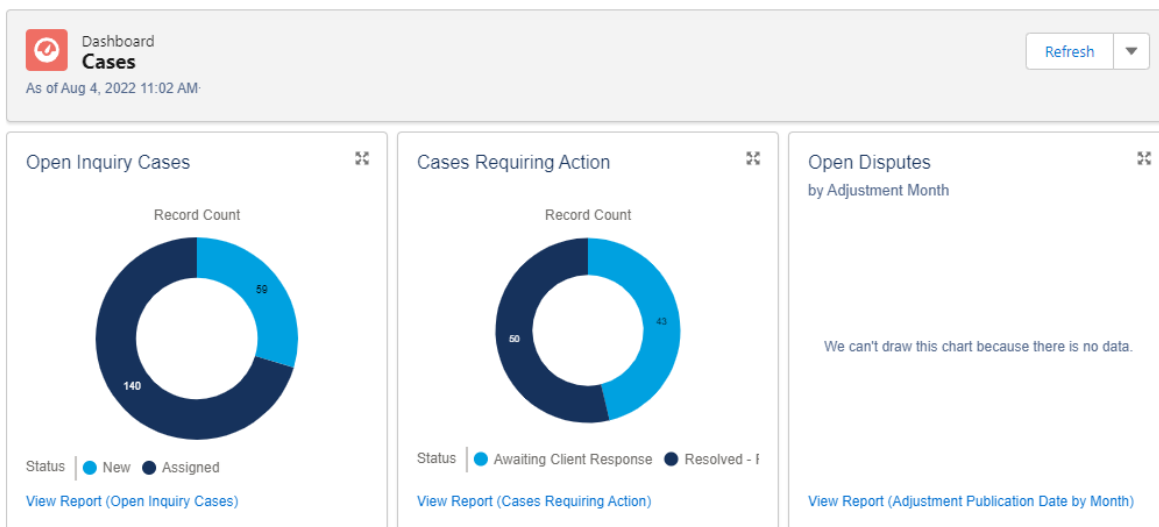 Dashboard
Cases
As of Aug 4, 2022 11:02 AM·
Refresh
Open Inquiry Cases
Record Count
59
140
Status
New
Assigned
View Report (Open Inquiry Cases)
Cases Requiring Action
Record Count
43
50
Status
Awaiting Client Response
Resolved -
View Report (Cases Requiring Action)
Open Disputes
by Adjustment Month
We can't draw this chart because there is no data.
View Report (Adjustment Publication Date by Month)